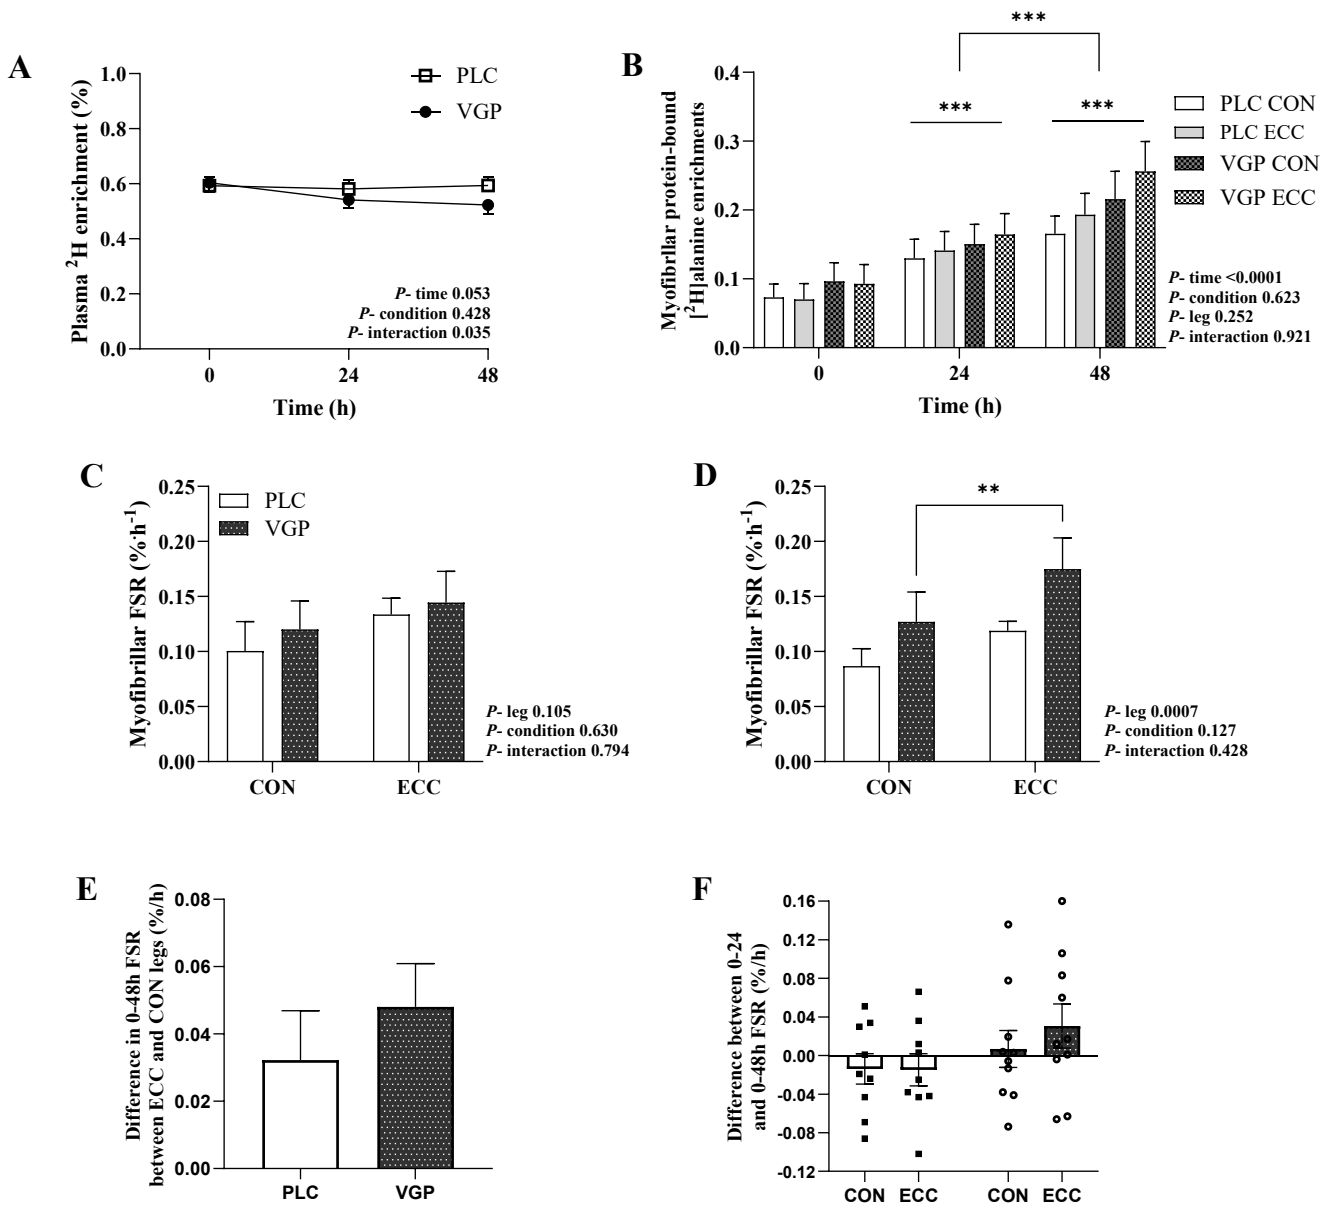 A
Plasma ²H enrichment (%)
1.0
0.8
0.6
0.4
0.2
0.0
PLC
VGP
P- time 0.053
P- condition 0.428
P- interaction 0.035
0 24 48
Time (h)
B
Myofibrllar protein-bound
[²H]alanine enrichments
0.4
0.3
0.2
0.1
0.0
***
***
***
PLC CON
PLC ECC
VGP CON
VGP ECC
P- time <0.0001
P- condition 0.623
P- leg 0.252
P- interaction 0.921
0 24 48
Time (h)
C
Myofibrillar FSR (%·h⁻¹)
0.25
0.20
0.15
0.10
0.05
0.00
PLC
VGP
P- leg 0.105
P- condition 0.630
P- interaction 0.794
CON ECC
D
Myofibrillar FSR (%·h⁻¹)
0.25
0.20
0.15
0.10
0.05
0.00
**
P- leg 0.0007
P- condition 0.127
P- interaction 0.428
CON ECC
E
Difference in 0-48h FSR
between ECC and CON legs (%/h)
0.08
0.06
0.04
0.02
0.00
PLC VGP
F
Difference between 0-24
and 0-48h FSR (%/h)
0.16
0.12
0.08
0.04
0.00
-0.04
-0.08
-0.12
CON ECC CON ECC